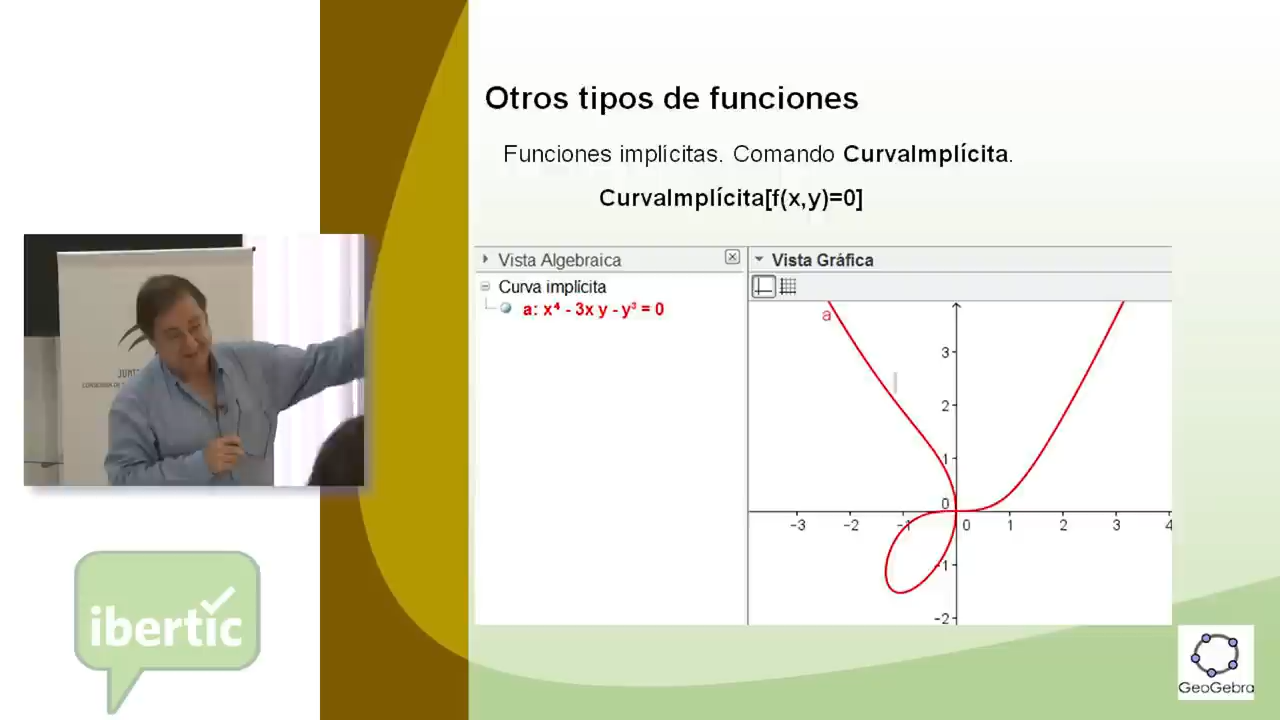 Otros tipos de funciones
Funciones implícitas. Comando CurvaImplícita.
CurvaImplícita[f(x,y)=0]
Vista Algebraica
Vista Gráfica
Curva implícita
a: x⁴ - 3x y - y³ = 0
a
3
2
1
0
-3 -2 -1 0 1 2 3 4
-1
-2
JUNT
ibertic
GeoGebra